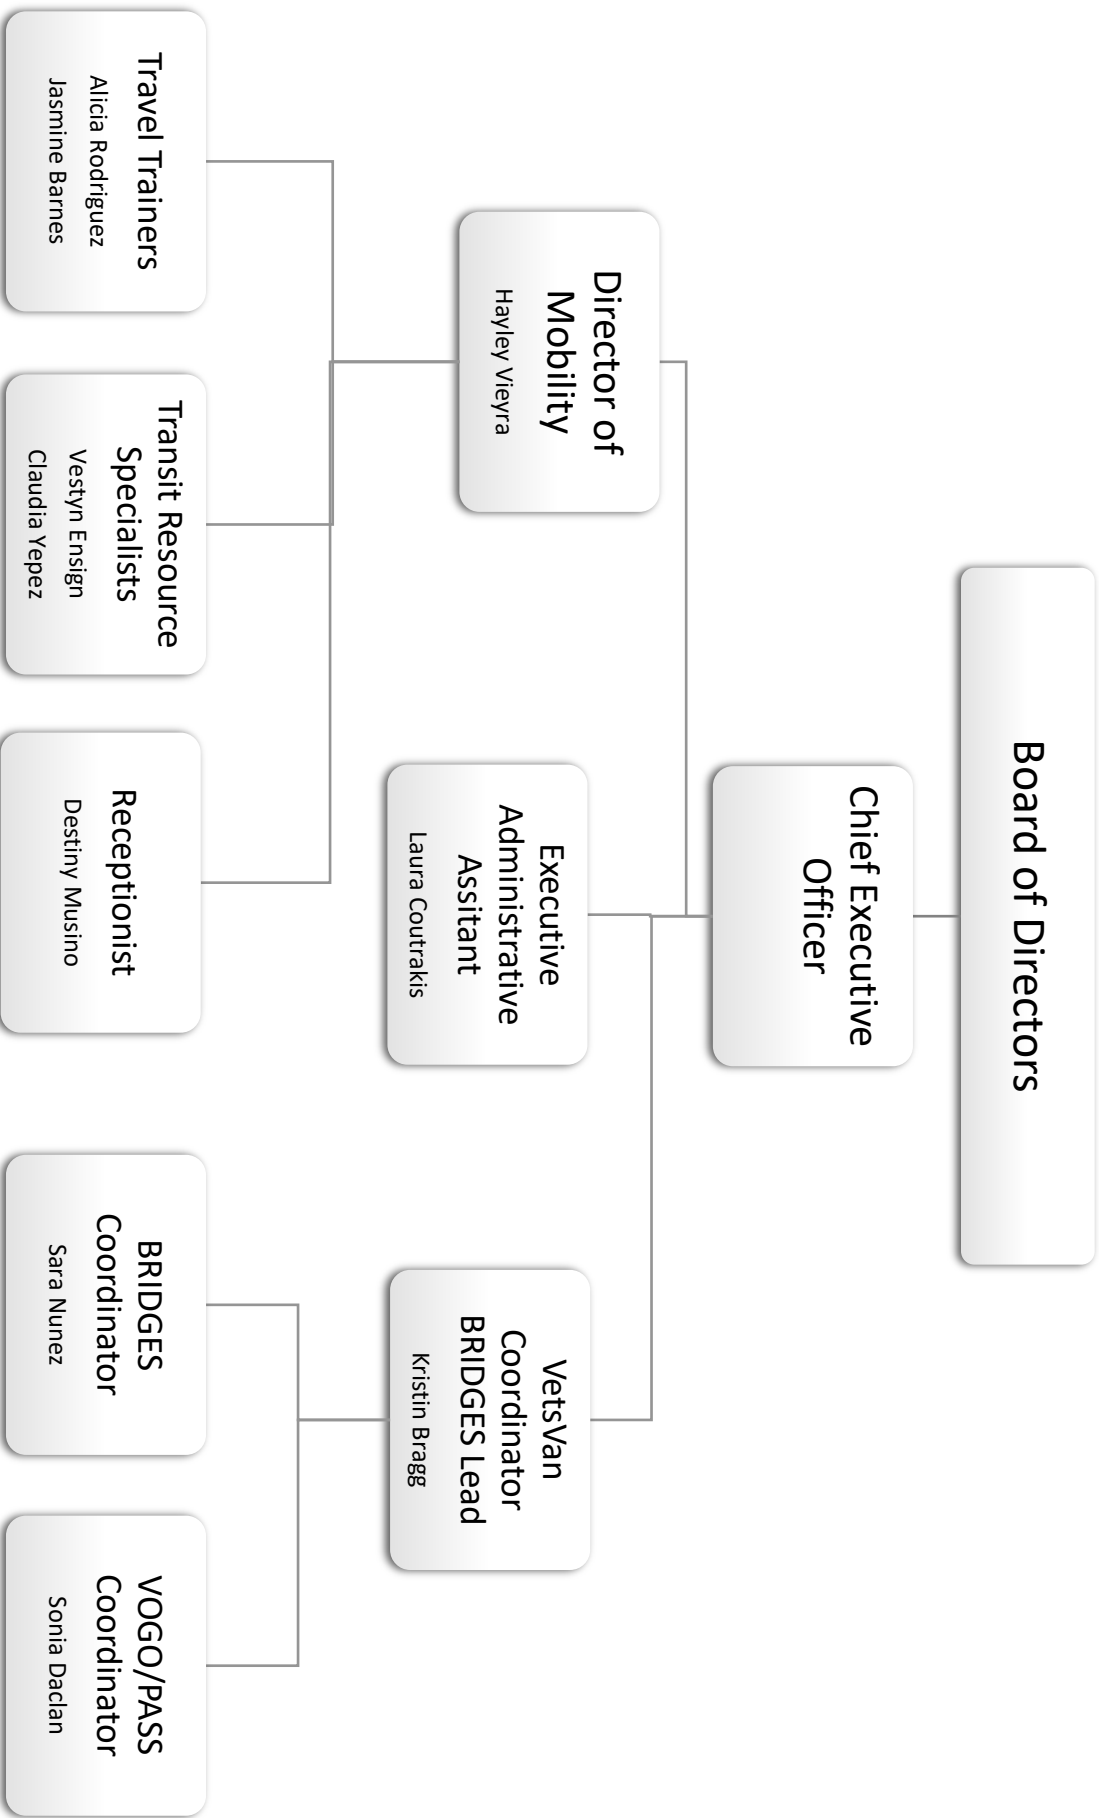 Board of Directors
Chief Executive
Officer
Director of
Mobility
Hayley Vieyra
Executive
Administrative
Assitant
Laura Coutrakis
VetsVan
Coordinator
BRIDGES Lead
Kristin Bragg
Travel Trainers
Alicia Rodriguez
Jasmine Barnes
Transit Resource
Specialists
Vestyn Ensign
Claudia Yepez
Receptionist
Destiny Musino
BRIDGES
Coordinator
Sara Nunez
VOGO/PASS
Coordinator
Sonia Daclan